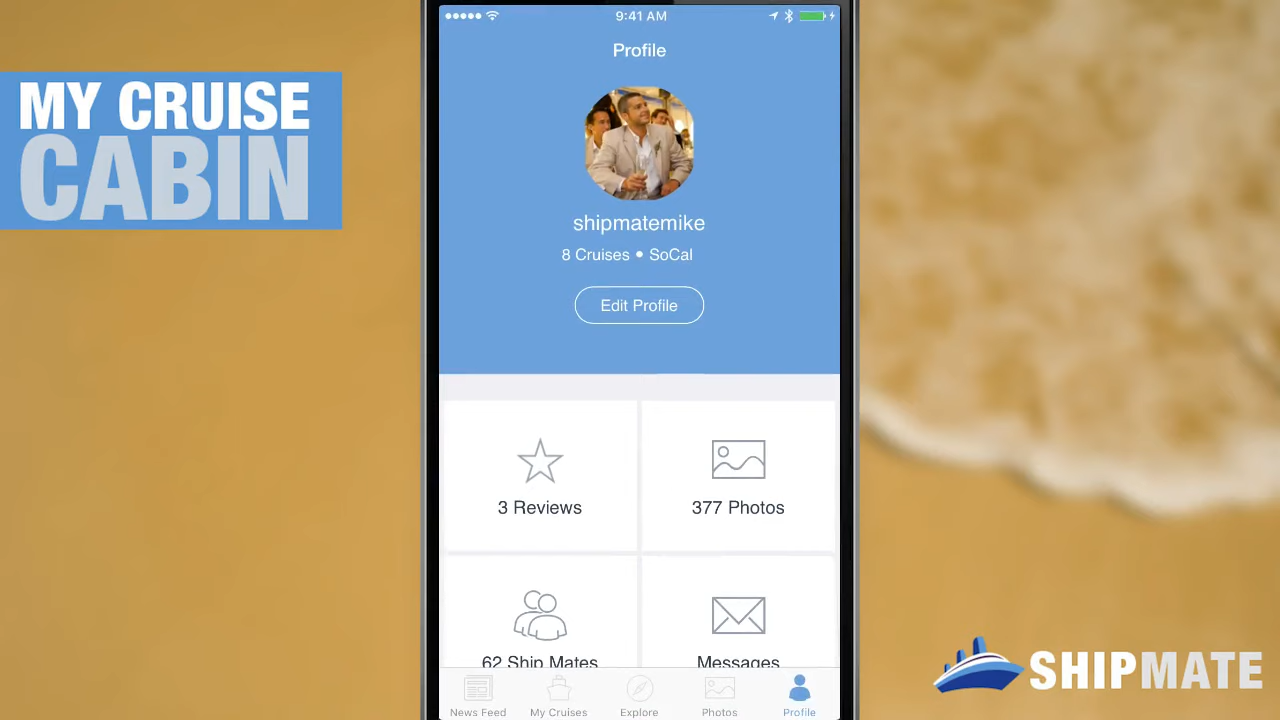 MY CRUISE
CABIN
9:41 AM
Profile
shipmatemike
8 Cruises • SoCal
Edit Profile
3 Reviews
377 Photos
62 Ship Mates
Messages
News Feed
My Cruises
Explore
Photos
Profile
SHIPMATE